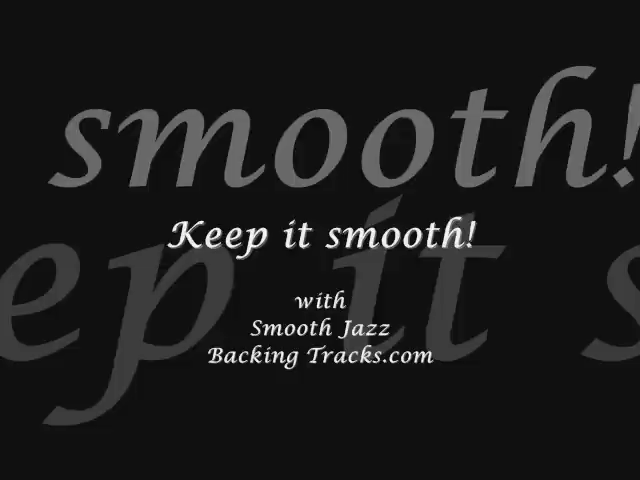 smooth!
Keep it smooth!
ep it s
with
Smooth Jazz
Backing Tracks.com